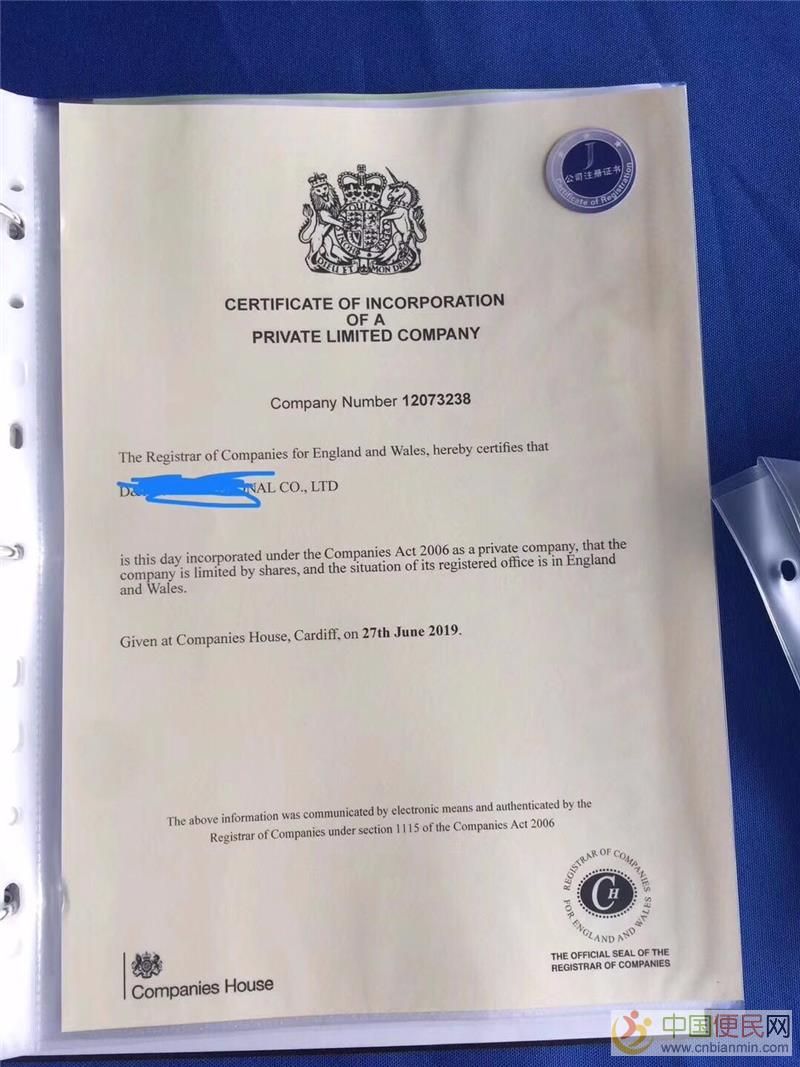 J
公司注册证书
Certificate of Registration
DIEU ET MON DROIT
CERTIFICATE OF INCORPORATION
OF A
PRIVATE LIMITED COMPANY
Company Number 12073238
The Registrar of Companies for England and Wales, hereby certifies that
NAL CO., LTD
is this day incorporated under the Companies Act 2006 as a private company, that the
company is limited by shares, and the situation of its registered office is in England
and Wales.
Given at Companies House, Cardiff, on 27th June 2019.
The above information was communicated by electronic means and authenticated by the
Registrar of Companies under section 1115 of the Companies Act 2006
REGISTRAR OF COMPANIES
FOR ENGLAND AND WALES
CH
THE OFFICIAL SEAL OF THE
REGISTRAR OF COMPANIES
Companies House
中国便民网
www.cnbianmin.com